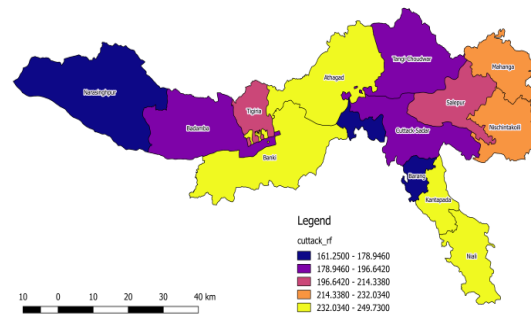 Mahanga
Tangi-Choudwar
Athagad
Narasinghpur
Salepur
Tigiria
Badamba
Nischintakoili
Cuttack-Sadar
Banki
Barang
Kantapada
Niali
Legend
cuttack_rf
161.2500 - 178.9460
178.9460 - 196.6420
196.6420 - 214.3380
214.3380 - 232.0340
232.0340 - 249.7300
10 0 10 20 30 40 km